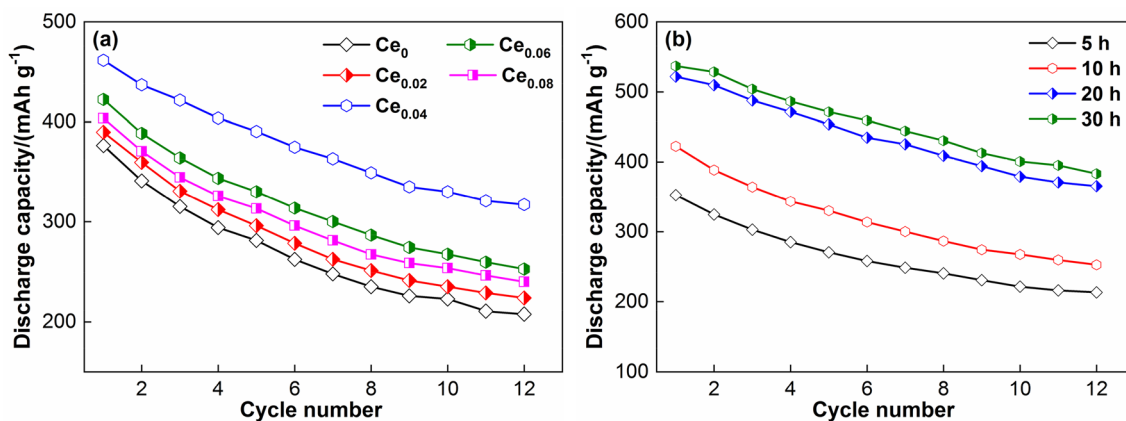 (a)
Discharge capacity/(mAh g⁻¹)
500
400
300
200
2 4 6 8 10 12
Cycle number
Ce₀
Ce₀.₀₂
Ce₀.₀₄
Ce₀.₀₆
Ce₀.₀₈
(b)
Discharge capacity/(mAh g⁻¹)
600
500
400
300
200
100
2 4 6 8 10 12
Cycle number
5 h
10 h
20 h
30 h